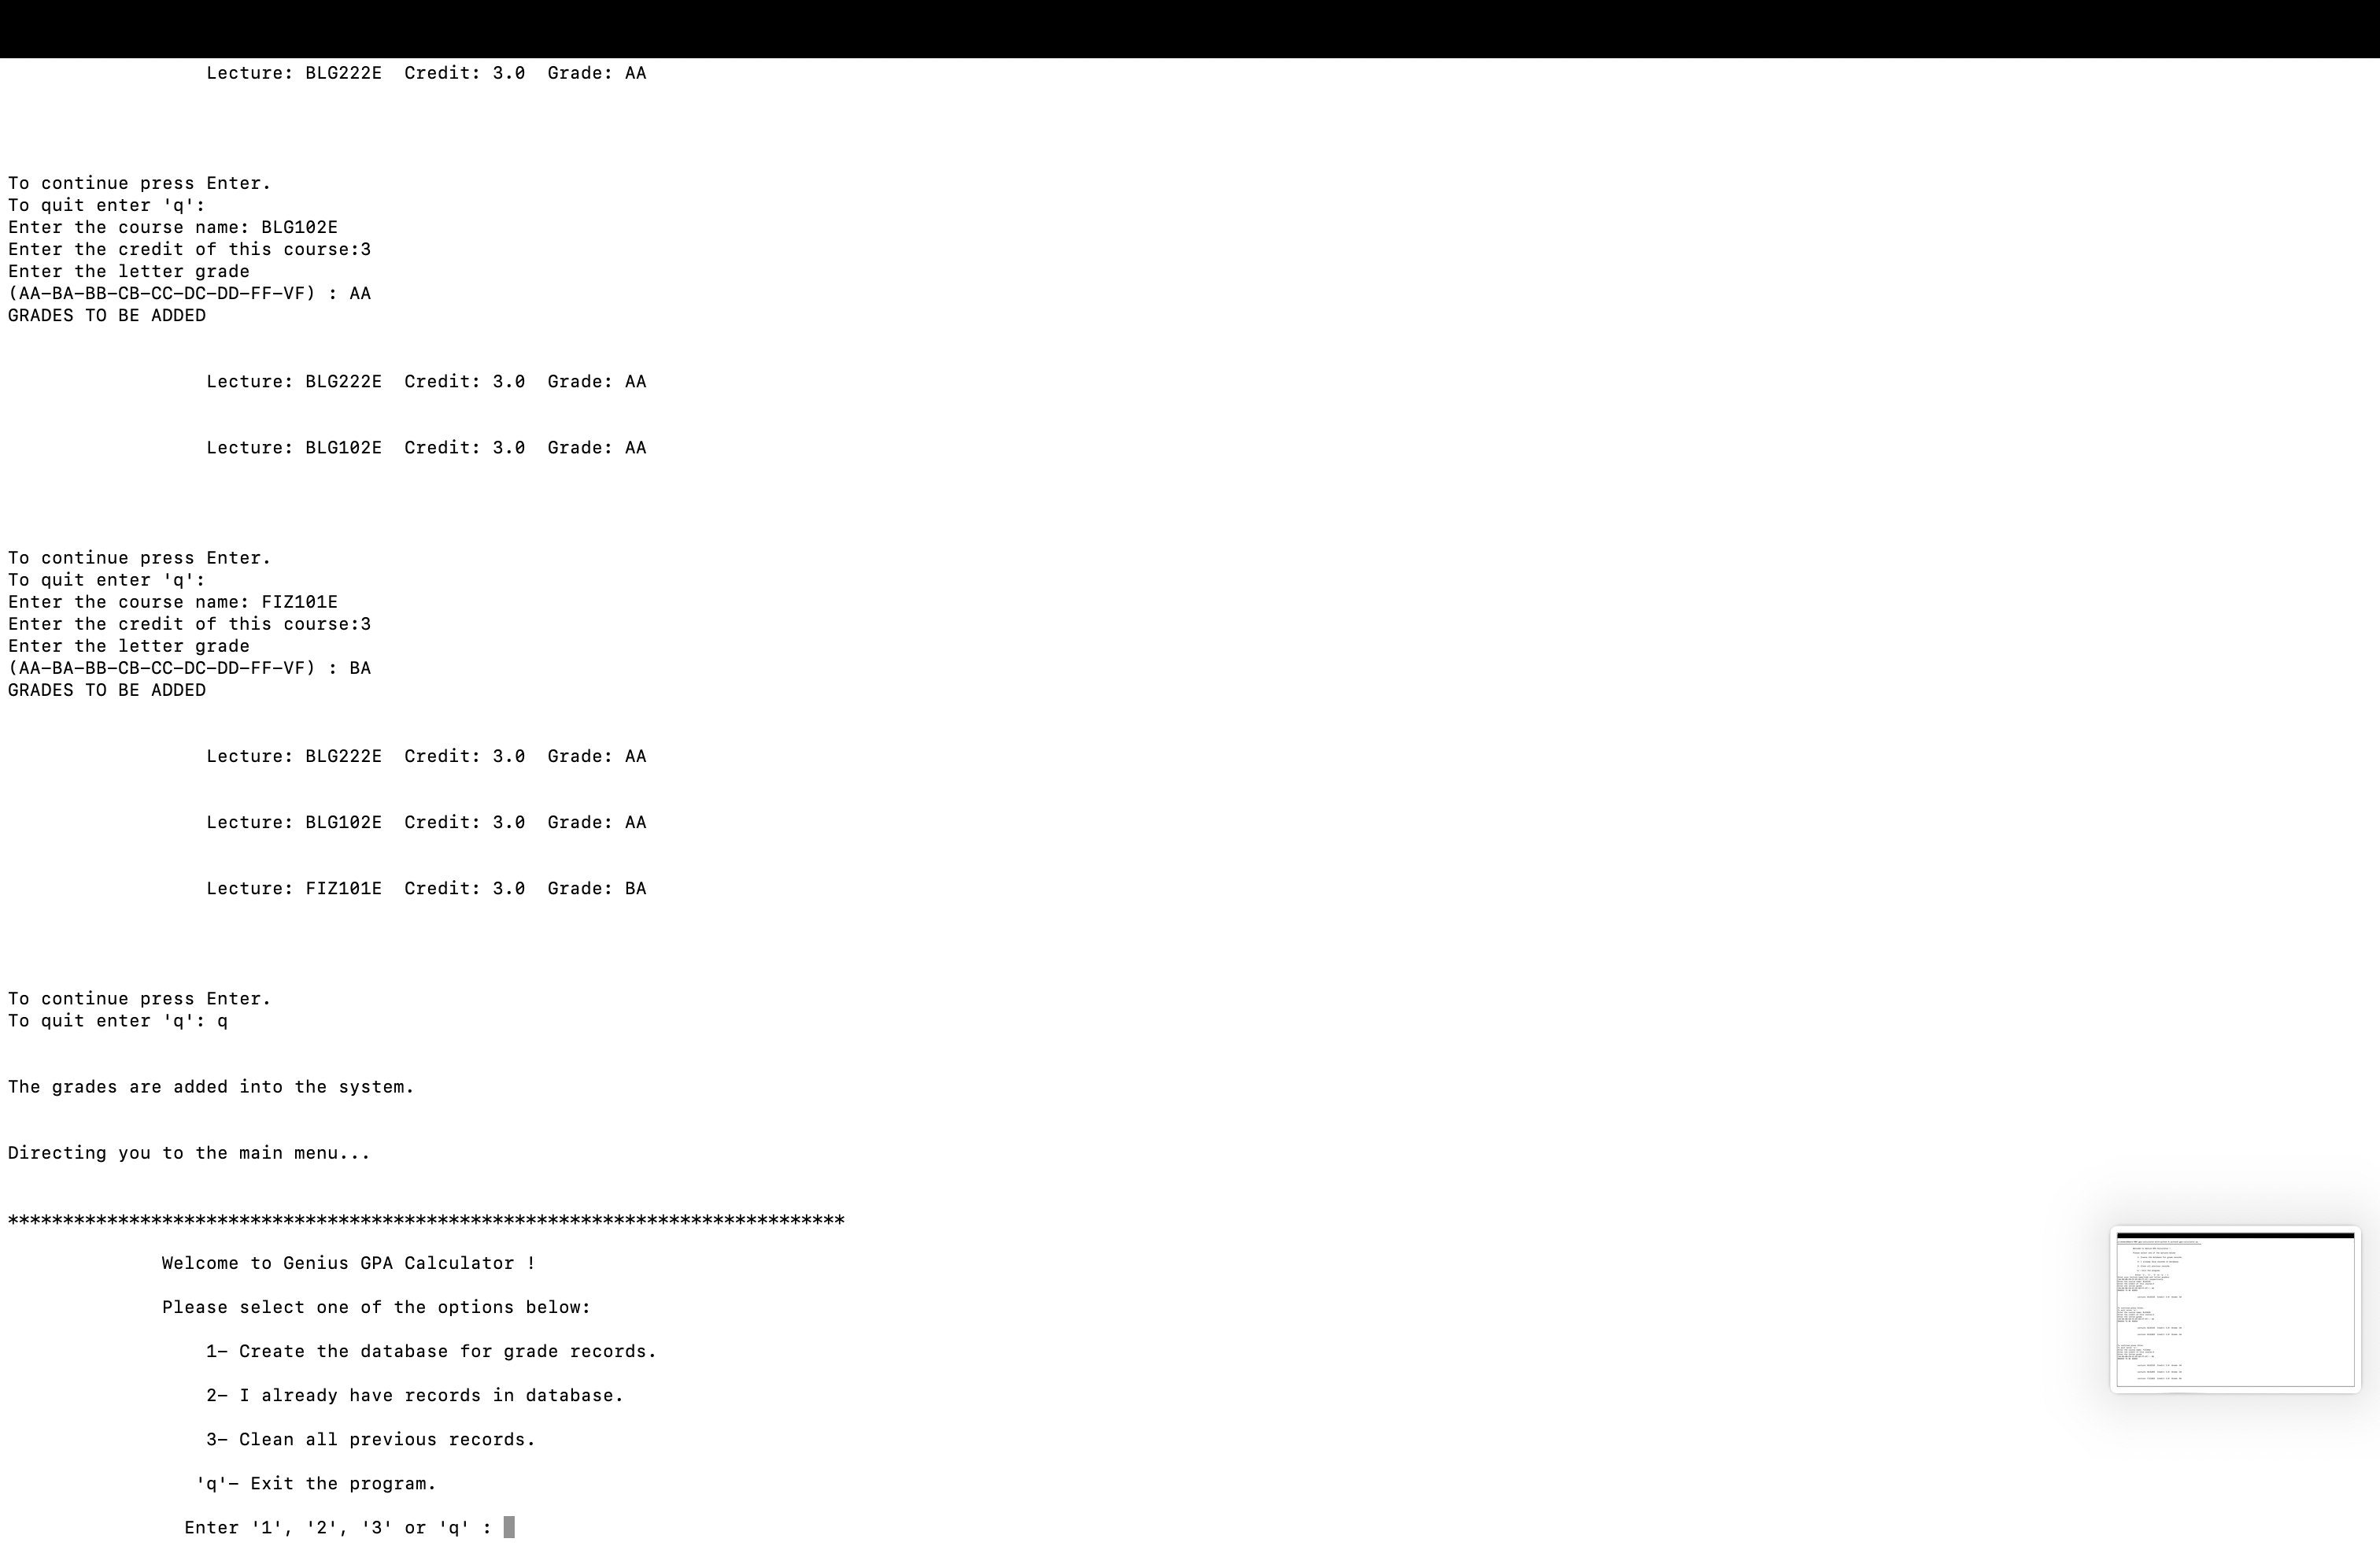 Lecture: BLG222E  Credit: 3.0  Grade: AA
To continue press Enter.
To quit enter 'q':
Enter the course name: BLG102E
Enter the credit of this course:3
Enter the letter grade
(AA-BA-BB-CB-CC-DC-DD-FF-VF) : AA
GRADES TO BE ADDED
Lecture: BLG222E  Credit: 3.0  Grade: AA
Lecture: BLG102E  Credit: 3.0  Grade: AA
To continue press Enter.
To quit enter 'q':
Enter the course name: FIZ101E
Enter the credit of this course:3
Enter the letter grade
(AA-BA-BB-CB-CC-DC-DD-FF-VF) : BA
GRADES TO BE ADDED
Lecture: BLG222E  Credit: 3.0  Grade: AA
Lecture: BLG102E  Credit: 3.0  Grade: AA
Lecture: FIZ101E  Credit: 3.0  Grade: BA
To continue press Enter.
To quit enter 'q': q
The grades are added into the system.
Directing you to the main menu...
****************************************************************************
Welcome to Genius GPA Calculator !
Please select one of the options below:
1- Create the database for grade records.
2- I already have records in database.
3- Clean all previous records.
'q'- Exit the program.
Enter '1', '2', '3' or 'q' :